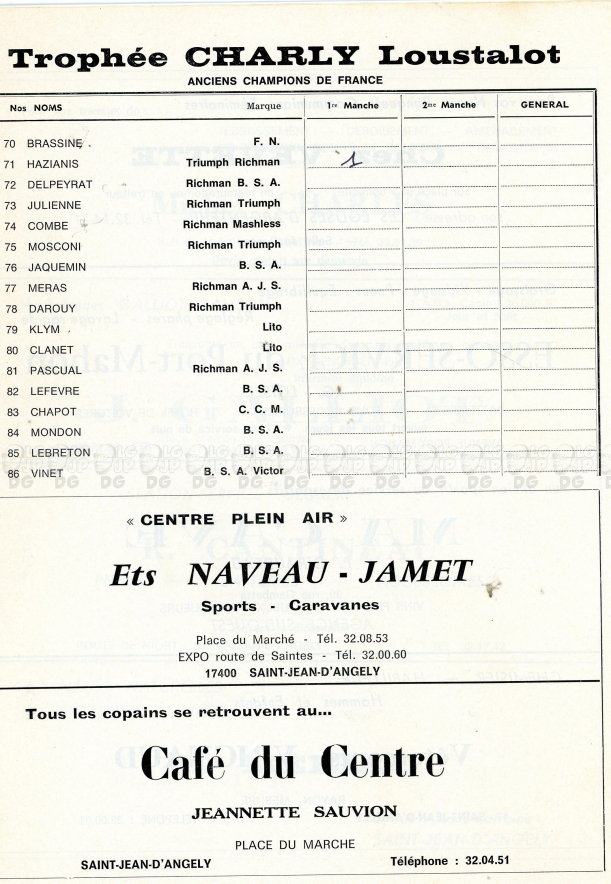 Trophée CHARLY Loustalot
ANCIENS CHAMPIONS DE FRANCE
Nos NOMS Marque 1re Manche 2me Manche GENERAL
70 BRASSINE F. N.
71 HAZIANIS Triumph Richman 1
72 DELPEYRAT Richman B. S. A.
73 JULIENNE Richman Triumph
74 COMBE Richman Mashless
75 MOSCONI Richman Triumph
76 JAQUEMIN B. S. A.
77 MERAS Richman A. J. S.
78 DAROUY Richman Triumph
79 KLYM Lito
80 CLANET Lito
81 PASCUAL Richman A. J. S.
82 LEFEVRE B. S. A.
83 CHAPOT C. C. M.
84 MONDON B. S. A.
85 LEBRETON B. S. A.
86 VINET B. S. A. Victor
« CENTRE PLEIN AIR »
Ets NAVEAU - JAMET
Sports - Caravanes
Place du Marché - Tél. 32.08.53
EXPO route de Saintes - Tél. 32.00.60
17400 SAINT-JEAN-D'ANGELY
Tous les copains se retrouvent au...
Café du Centre
JEANNETTE SAUVION
PLACE DU MARCHE
SAINT-JEAN-D'ANGELY Téléphone : 32.04.51